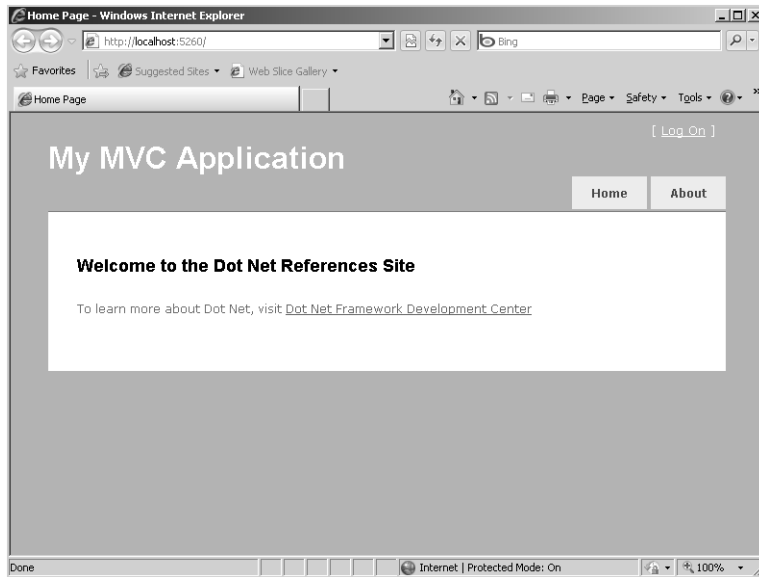 Home Page - Windows Internet Explorer
http://localhost:5260/
Bing
Favorites Suggested Sites Web Slice Gallery
Home Page
Page Safety Tools »
[ Log On ]
My MVC Application
Home About
Welcome to the Dot Net References Site
To learn more about Dot Net, visit Dot Net Framework Development Center
Done Internet | Protected Mode: On 100%